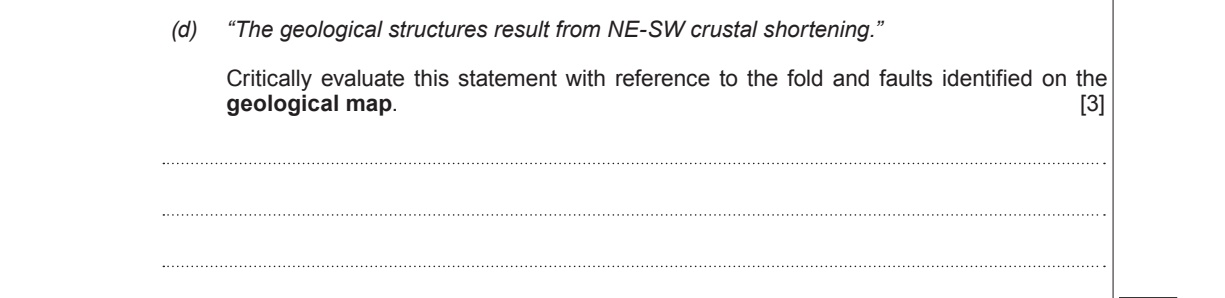 (d) “The geological structures result from NE-SW crustal shortening.”
Critically evaluate this statement with reference to the fold and faults identified on the
geological map. [3]